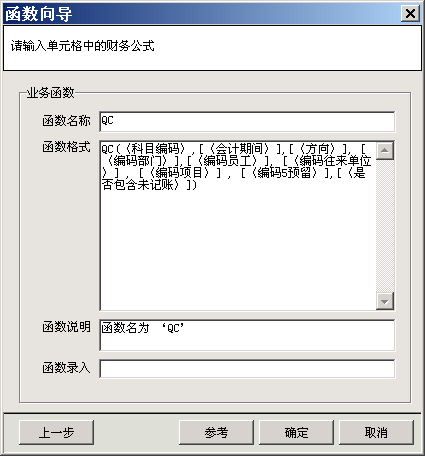 函数向导
请输入单元格中的财务公式
业务函数
函数名称 QC
函数格式 QC(〈科目编码〉,[〈会计期间〉],[〈方向〉], [
〈编码部门〉],[〈编码员工〉], [〈编码往来单位
〉] , [〈编码项目〉] , [〈编码5预留〉],[〈是
否包含未记账〉])
函数说明 函数名为 ‘QC’
函数录入
上一步 参考 确定 取消